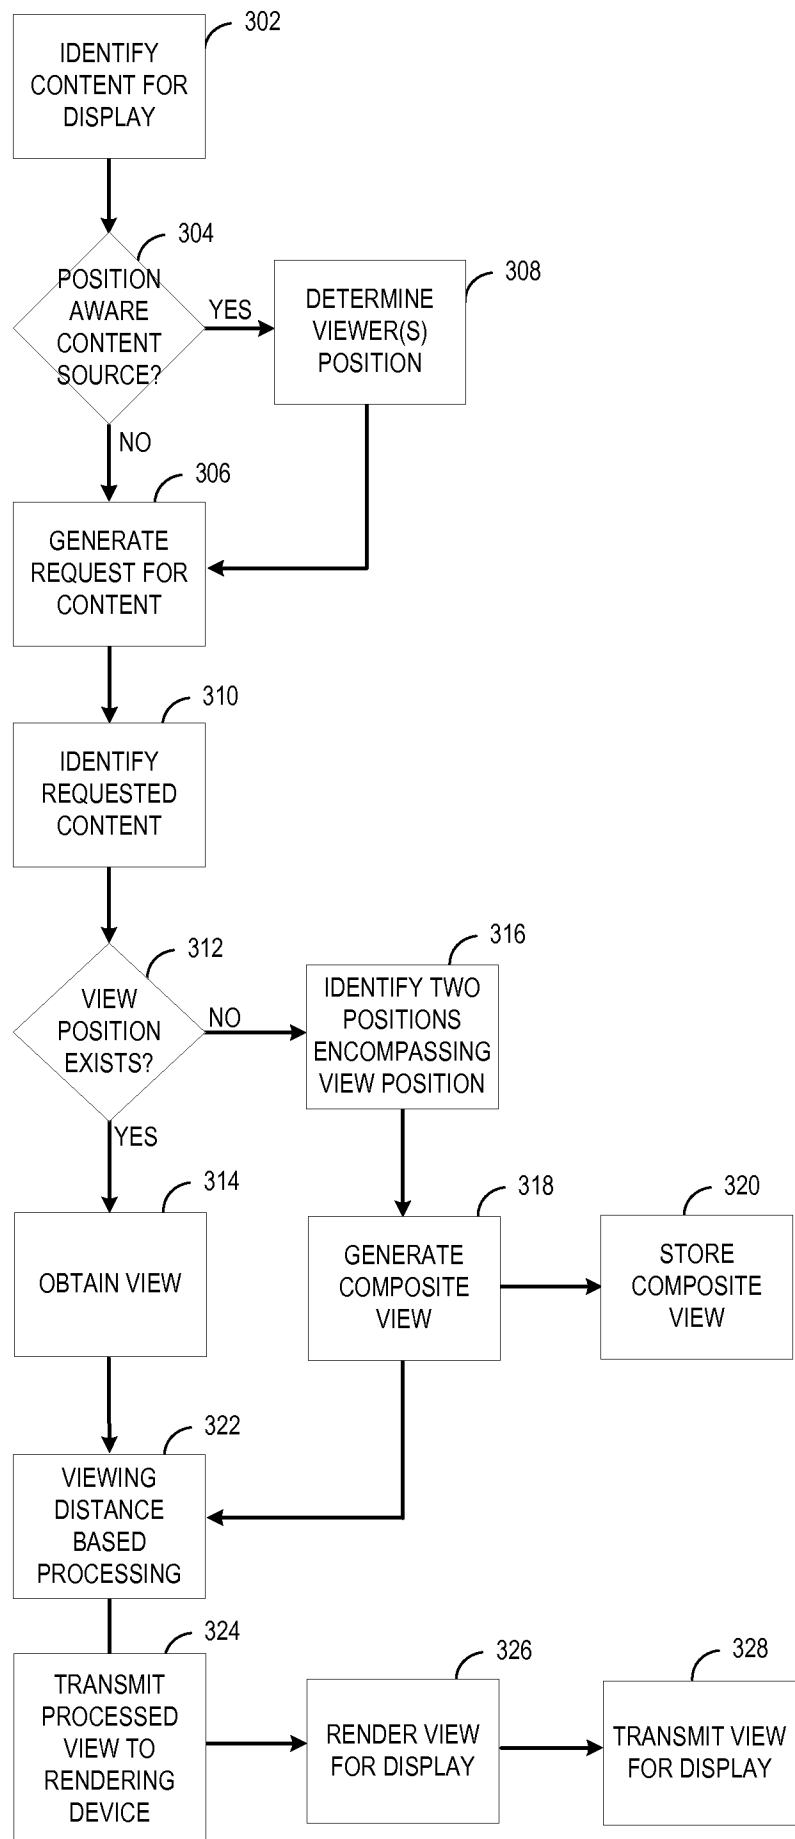 302
IDENTIFY
CONTENT FOR
DISPLAY
304
POSITION
AWARE
CONTENT
SOURCE?
YES
308
DETERMINE
VIEWER(S)
POSITION
NO
306
GENERATE
REQUEST FOR
CONTENT
310
IDENTIFY
REQUESTED
CONTENT
312
VIEW
POSITION
EXISTS?
NO
316
IDENTIFY TWO
POSITIONS
ENCOMPASSING
VIEW POSITION
YES
314
OBTAIN VIEW
318
GENERATE
COMPOSITE
VIEW
320
STORE
COMPOSITE
VIEW
322
VIEWING
DISTANCE
BASED
PROCESSING
324
TRANSMIT
PROCESSED
VIEW TO
RENDERING
DEVICE
326
RENDER VIEW
FOR DISPLAY
328
TRANSMIT VIEW
FOR DISPLAY